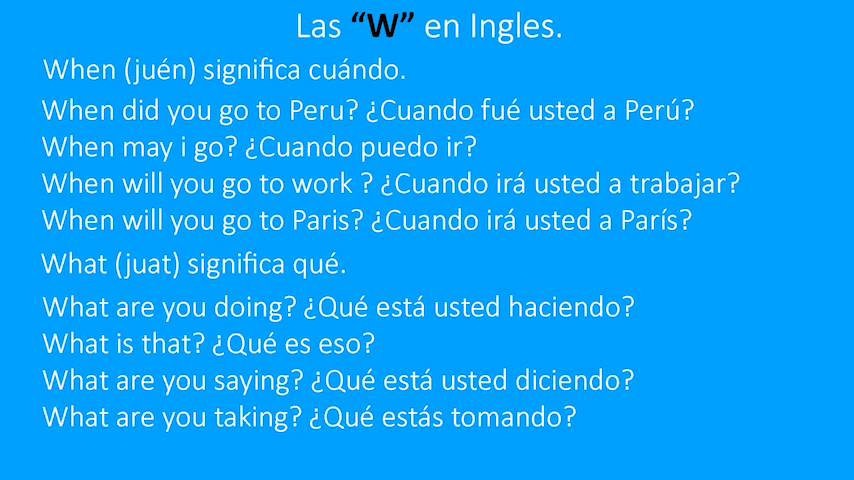 Las “W” en Ingles.
When (juén) significa cuándo.
When did you go to Peru? ¿Cuando fué usted a Perú?
When may i go? ¿Cuando puedo ir?
When will you go to work ? ¿Cuando irá usted a trabajar?
When will you go to Paris? ¿Cuando irá usted a París?
What (juat) significa qué.
What are you doing? ¿Qué está usted haciendo?
What is that? ¿Qué es eso?
What are you saying? ¿Qué está usted diciendo?
What are you taking? ¿Qué estás tomando?